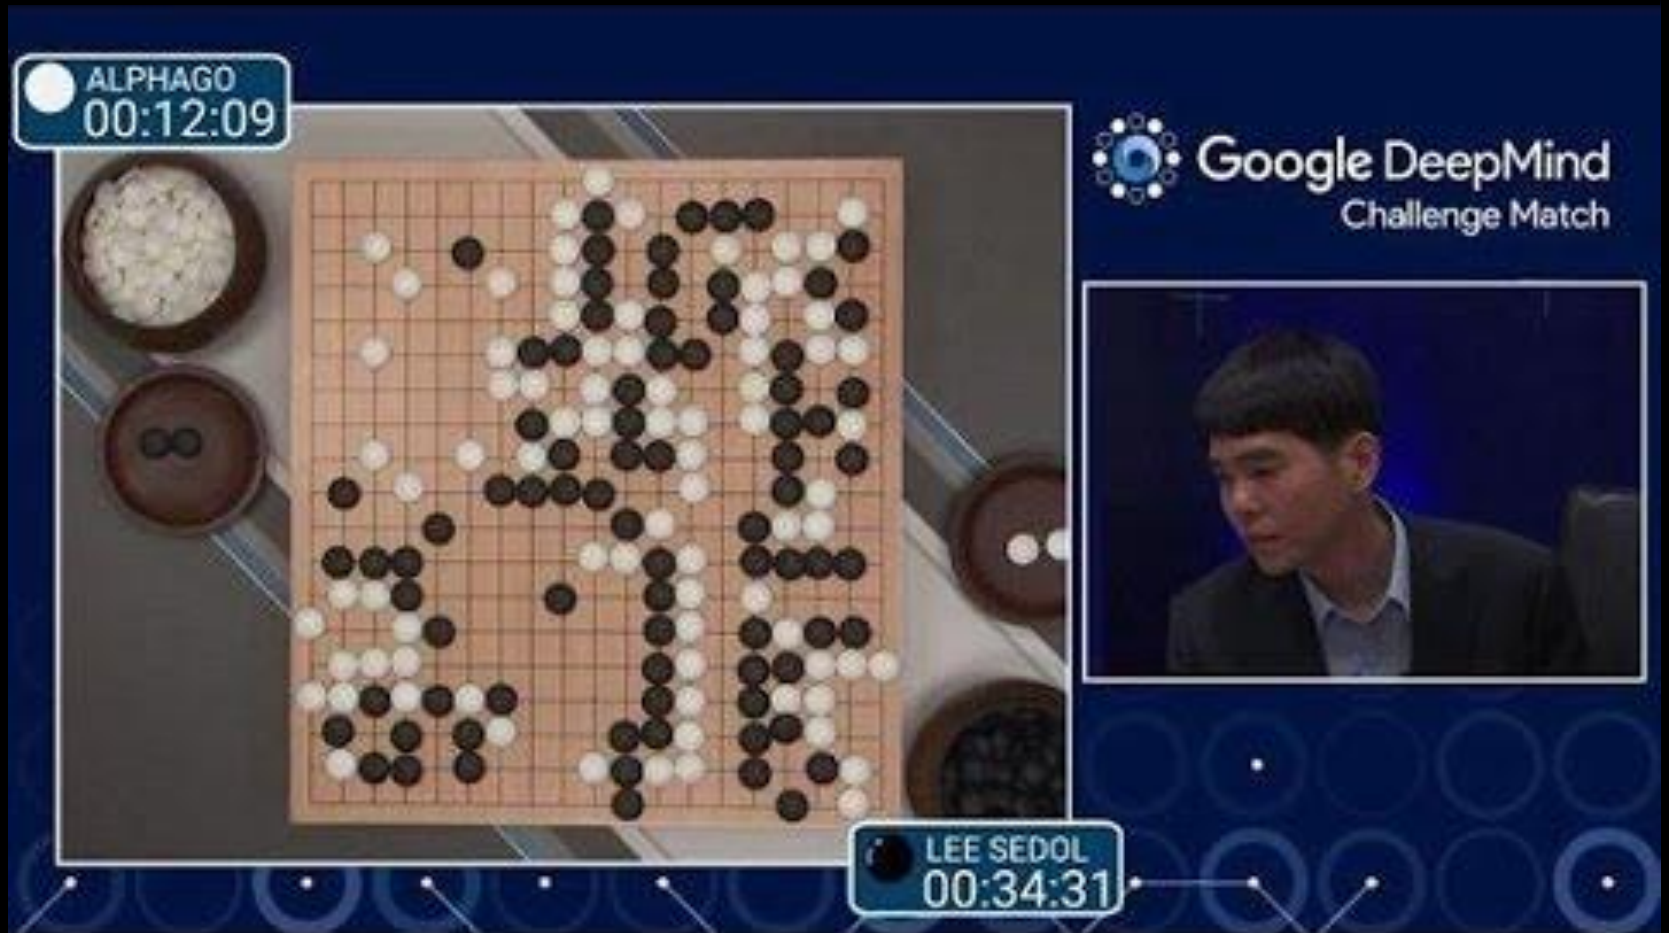 ALPHAGO
00:12:09
Google DeepMind
Challenge Match
LEE SEDOL
00:34:31